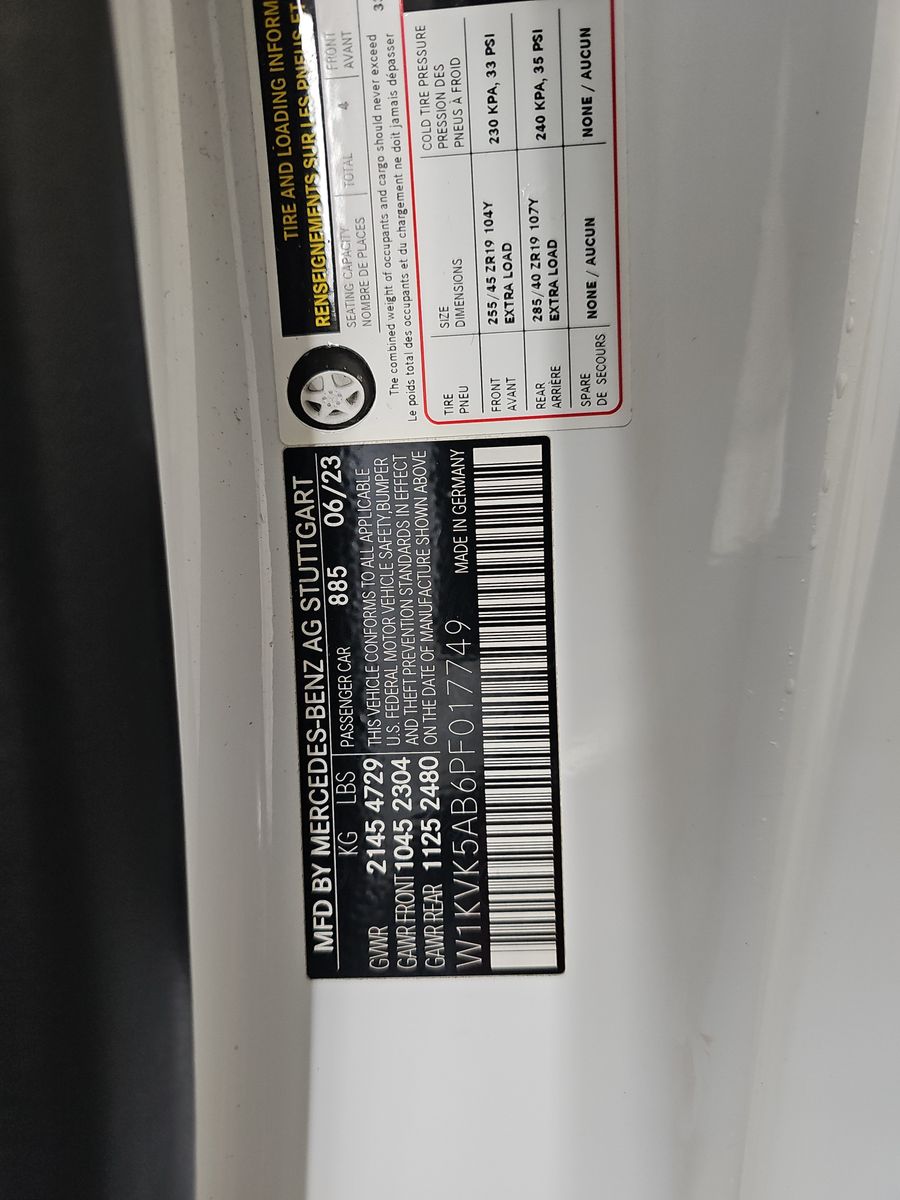 MFD BY MERCEDES-BENZ AG STUTTGART
KG LBS PASSENGER CAR 885 06/23
GVWR 2145 4729 THIS VEHICLE CONFORMS TO ALL APPLICABLE
U.S. FEDERAL MOTOR VEHICLE SAFETY, BUMPER
GAWR FRONT 1045 2304 AND THEFT PREVENTION STANDARDS IN EFFECT
GAWR REAR 1125 2480 ON THE DATE OF MANUFACTURE SHOWN ABOVE
W1KVK5AB6PF017749 MADE IN GERMANY
TIRE AND LOADING INFORM
RENSEIGNEMENTS SUR LES PNEUS ET
SEATING CAPACITY TOTAL 4 FRONT
NOMBRE DE PLACES AVANT
The combined weight of occupants and cargo should never exceed
Le poids total des occupants et du chargement ne doit jamais dépasser
TIRE SIZE COLD TIRE PRESSURE
PNEU DIMENSIONS PRESSION DES
PNEUS À FROID
FRONT 255/45 ZR19 104Y 230 KPA, 33 PSI
AVANT EXTRA LOAD
REAR 285/40 ZR19 107Y 240 KPA, 35 PSI
ARRIÈRE EXTRA LOAD
SPARE NONE / AUCUN NONE / AUCUN
DE SECOURS